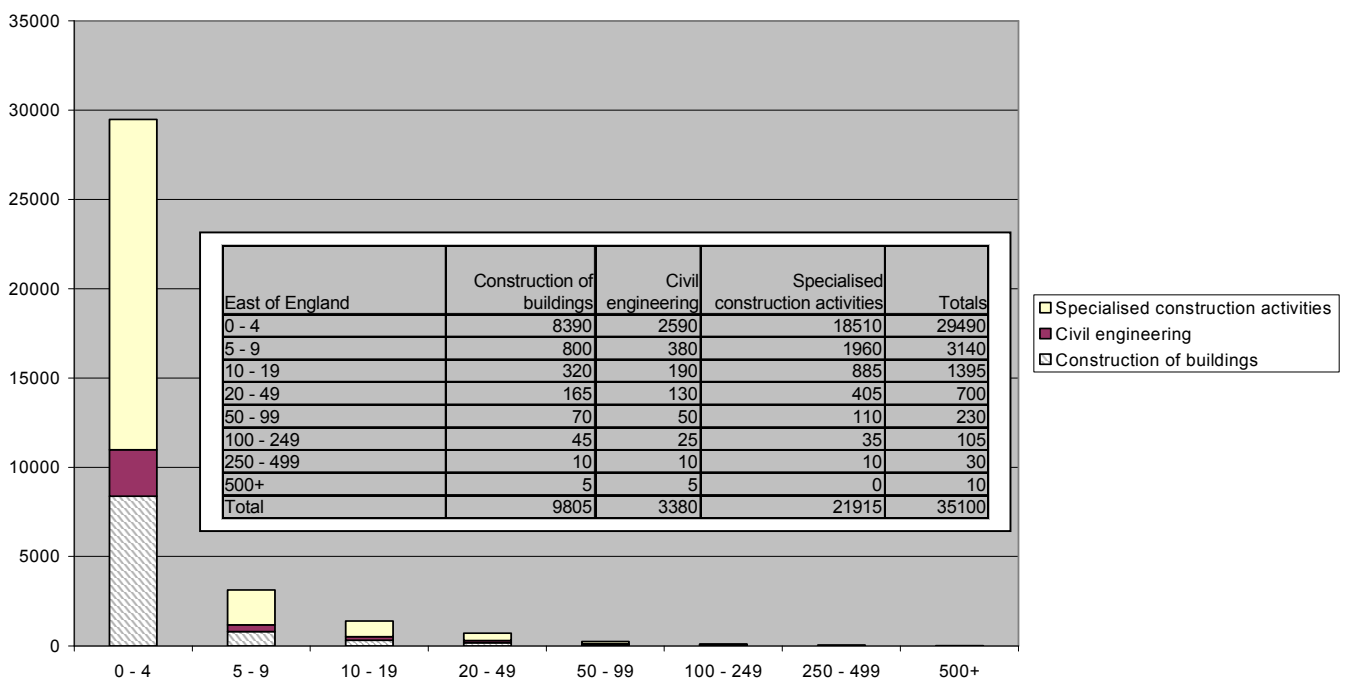 35000
30000
25000
20000
15000
10000
5000
0
East of England Construction of buildings Civil engineering Specialised construction activities Totals
0 - 4 8390 2590 18510 29490
5 - 9 800 380 1960 3140
10 - 19 320 190 885 1395
20 - 49 165 130 405 700
50 - 99 70 50 110 230
100 - 249 45 25 35 105
250 - 499 10 10 10 30
500+ 5 5 0 10
Total 9805 3380 21915 35100
Specialised construction activities
Civil engineering
Construction of buildings
0 - 4 5 - 9 10 - 19 20 - 49 50 - 99 100 - 249 250 - 499 500+